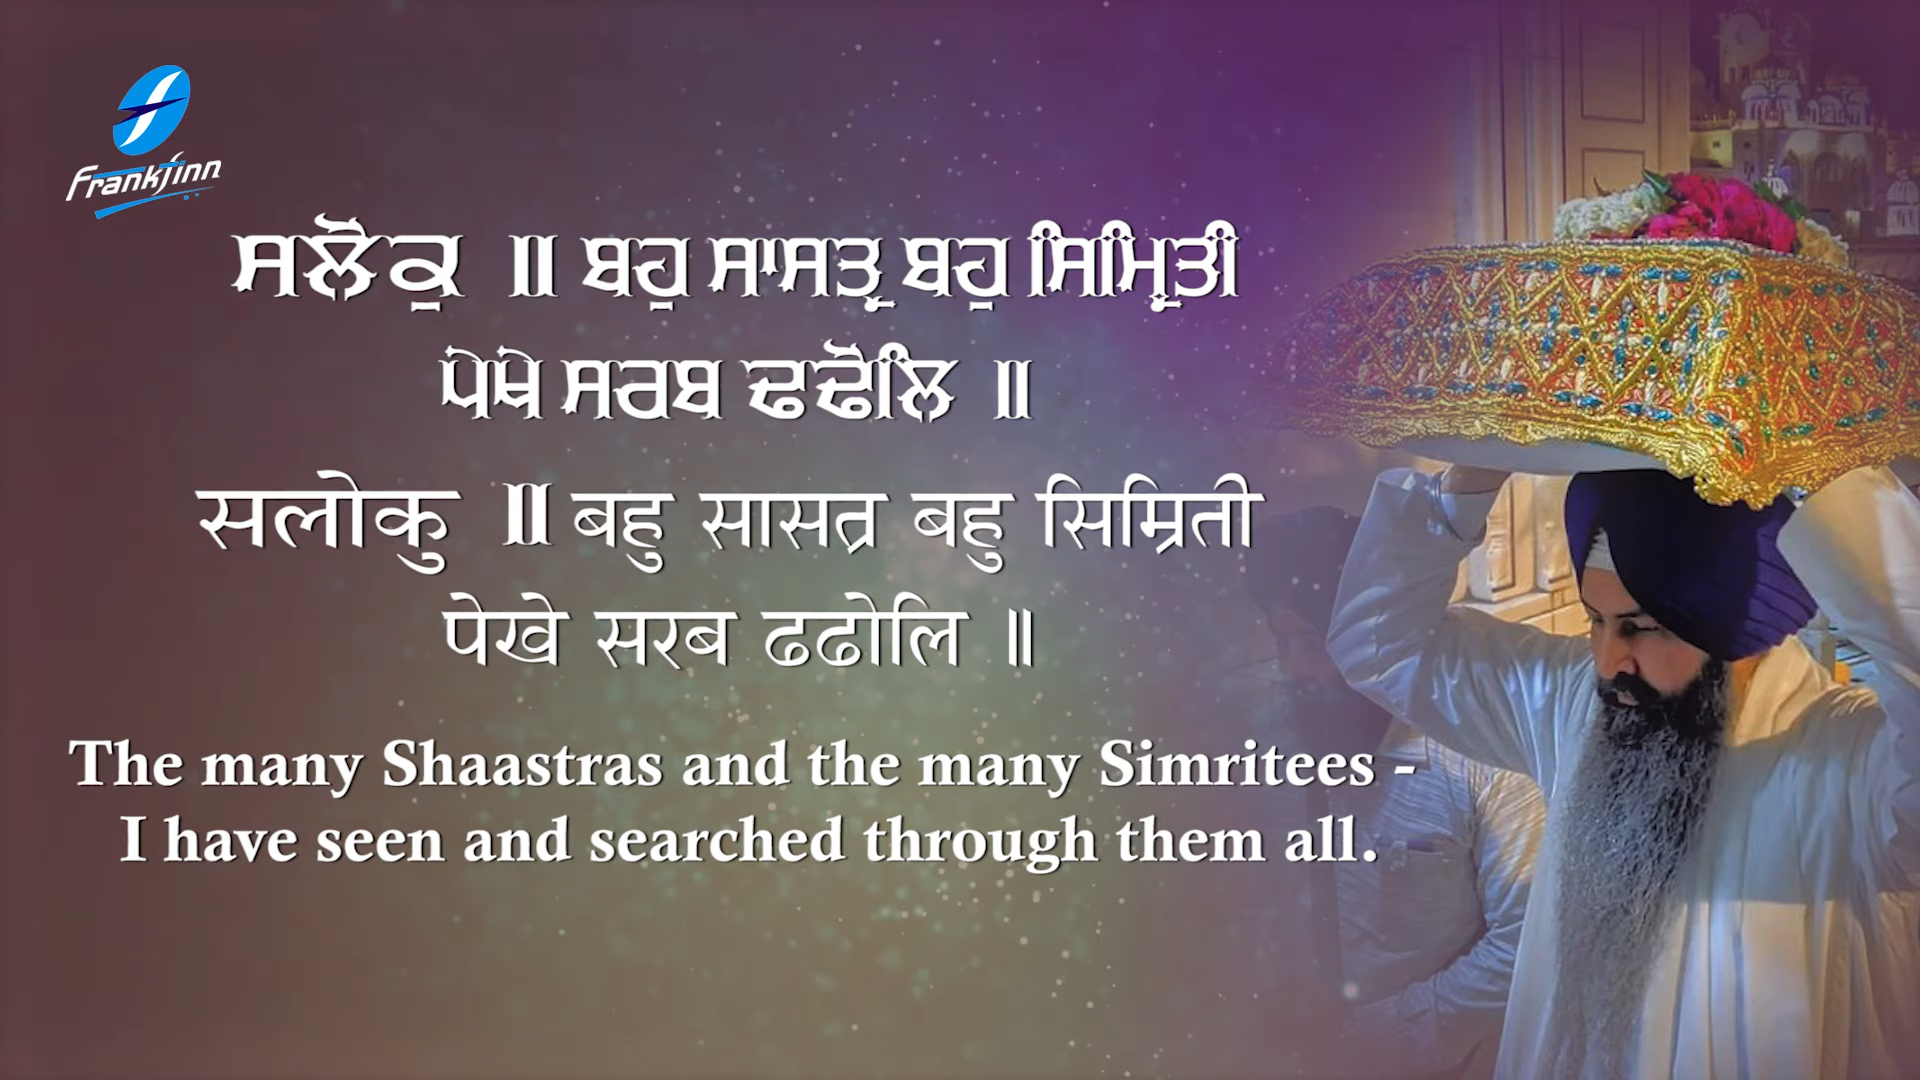 Frankfinn
ਸਲੋਕੁ ॥ ਬਹੁ ਸਾਸਤ੍ਰ ਬਹੁ ਸਿਮ੍ਰਿਤੀ
ਪੇਖੇ ਸਰਬ ਢਢੋਲਿ ॥
सलोकु ॥ बहु सासत्र बहु सिम्रिती
पेखे सरब ढढोलि ॥
The many Shaastras and the many Simritees -
I have seen and searched through them all.